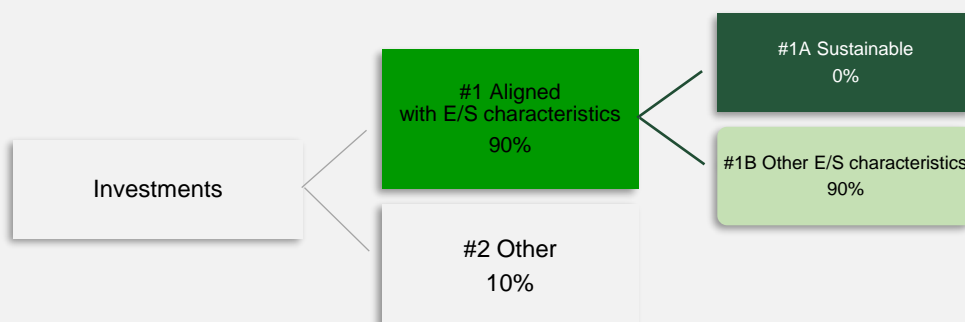 Investments
#1 Aligned
with E/S characteristics
90%
#2 Other
10%
#1A Sustainable
0%
#1B Other E/S characteristics
90%